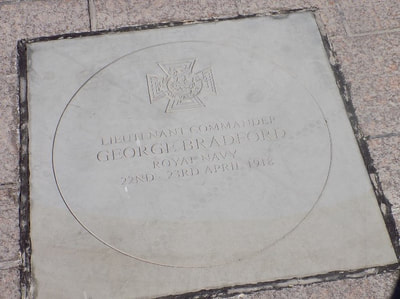 LIEUTENANT COMMANDER
GEORGE BRADFORD
ROYAL NAVY
22ND - 23RD APRIL 1918